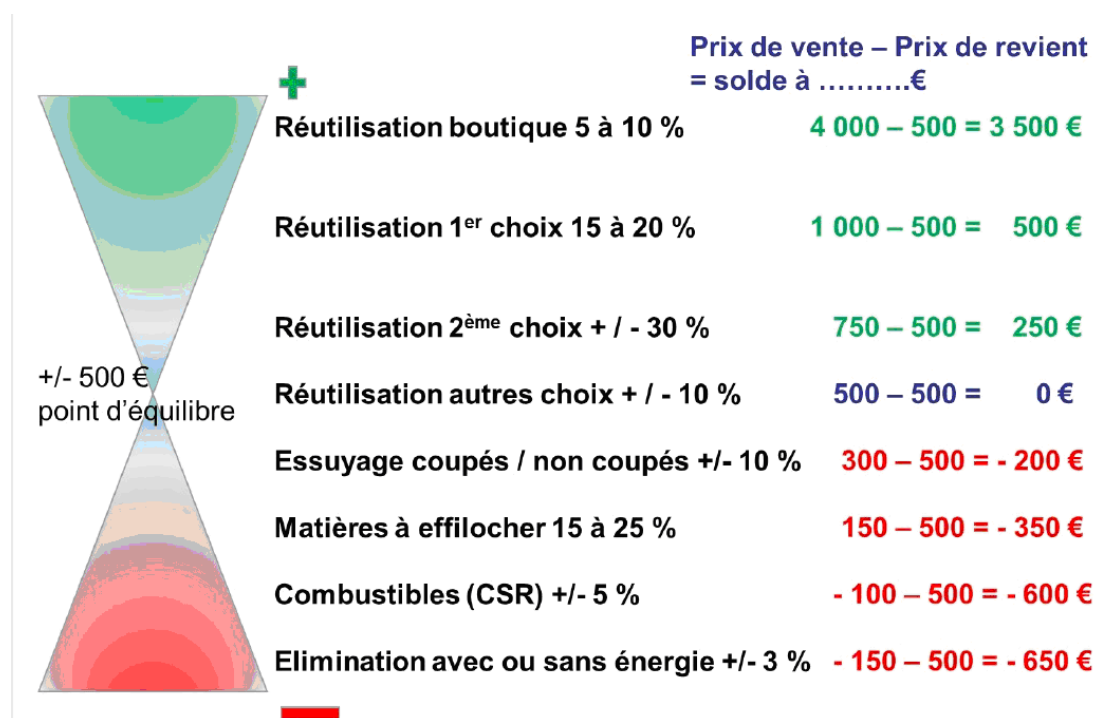 Prix de vente – Prix de revient
= solde à ……….€
Réutilisation boutique 5 à 10 % 4 000 – 500 = 3 500 €
Réutilisation 1er choix 15 à 20 % 1 000 – 500 = 500 €
Réutilisation 2ème choix + / - 30 % 750 – 500 = 250 €
+/- 500 €
point d’équilibre
Réutilisation autres choix + / - 10 % 500 – 500 = 0 €
Essuyage coupés / non coupés +/- 10 % 300 – 500 = - 200 €
Matières à effilocher 15 à 25 % 150 – 500 = - 350 €
Combustibles (CSR) +/- 5 % - 100 – 500 = - 600 €
Elimination avec ou sans énergie +/- 3 % - 150 – 500 = - 650 €